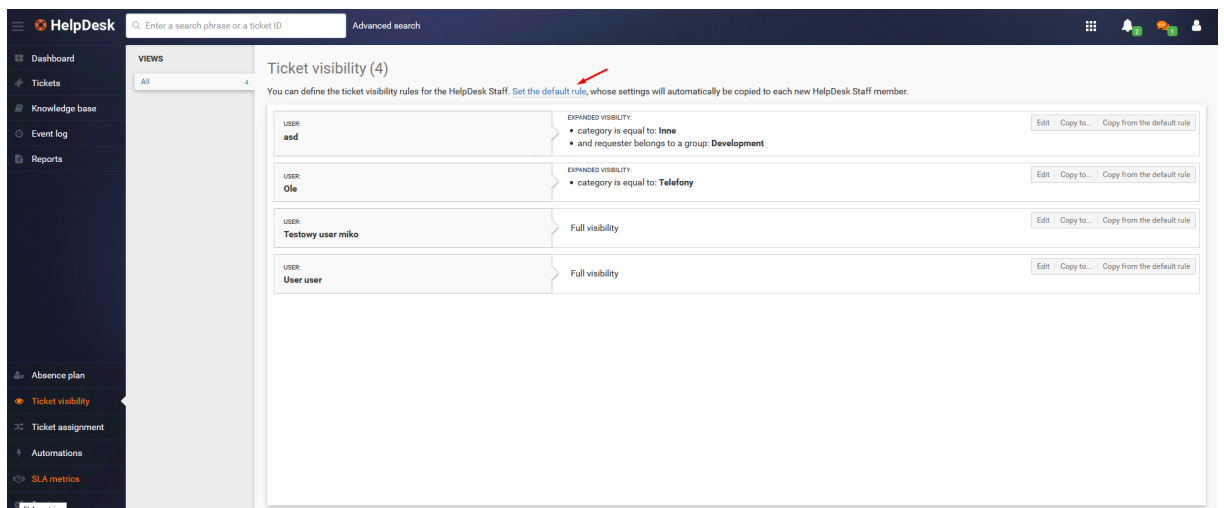 HelpDesk
Enter a search phrase or a ticket ID
Advanced search
2
1
Dashboard
Tickets
Knowledge base
Event log
Reports
Absence plan
Ticket visibility
Ticket assignment
Automations
SLA metrics
VIEWS
All 4
Ticket visibility (4)
You can define the ticket visibility rules for the HelpDesk Staff. Set the default rule, whose settings will automatically be copied to each new HelpDesk Staff member.
USER:
asd
EXPANDED VISIBILITY:
• category is equal to: Inne
• and requester belongs to a group: Development
Edit Copy to... Copy from the default rule
USER:
Ole
EXPANDED VISIBILITY:
• category is equal to: Telefony
Edit Copy to... Copy from the default rule
USER:
Testowy user miko
Full visibility
Edit Copy to... Copy from the default rule
USER:
User user
Full visibility
Edit Copy to... Copy from the default rule